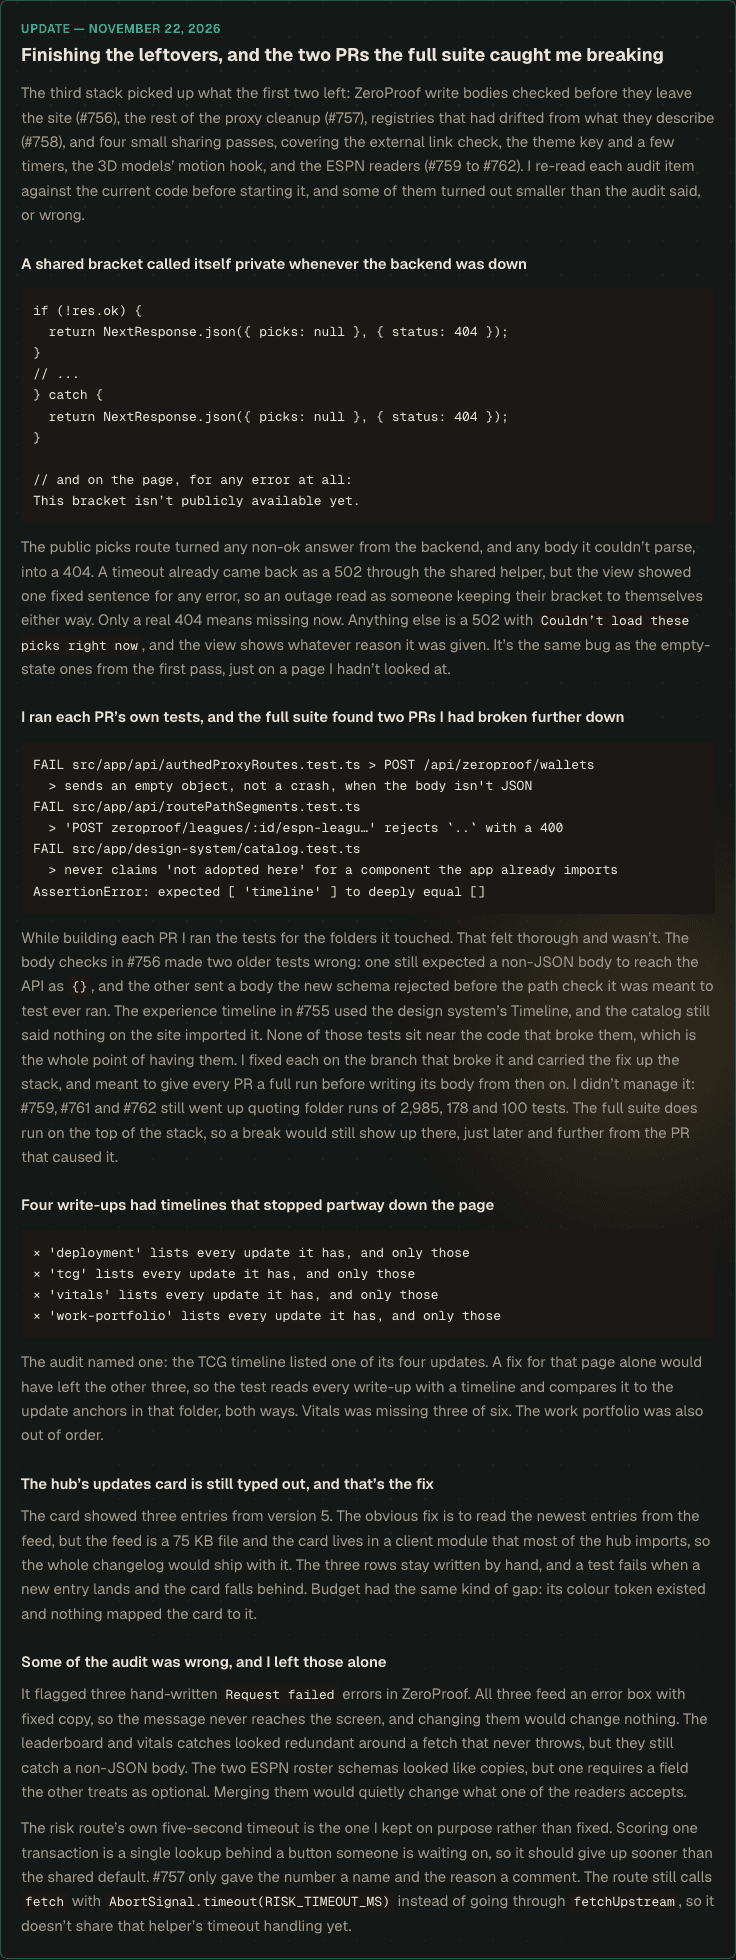 UPDATE — NOVEMBER 22, 2026
Finishing the leftovers, and the two PRs the full suite caught me breaking
The third stack picked up what the first two left: ZeroProof write bodies checked before they leave
the site (#756), the rest of the proxy cleanup (#757), registries that had drifted from what they describe
(#758), and four small sharing passes, covering the external link check, the theme key and a few
timers, the 3D models’ motion hook, and the ESPN readers (#759 to #762). I re-read each audit item
against the current code before starting it, and some of them turned out smaller than the audit said,
or wrong.
A shared bracket called itself private whenever the backend was down
if (!res.ok) {
  return NextResponse.json({ picks: null }, { status: 404 });
}
// ...
} catch {
  return NextResponse.json({ picks: null }, { status: 404 });
}
// and on the page, for any error at all:
This bracket isn’t publicly available yet.
The public picks route turned any non-ok answer from the backend, and any body it couldn’t parse,
into a 404. A timeout already came back as a 502 through the shared helper, but the view showed
one fixed sentence for any error, so an outage read as someone keeping their bracket to themselves
either way. Only a real 404 means missing now. Anything else is a 502 with Couldn’t load these
picks right now, and the view shows whatever reason it was given. It’s the same bug as the empty-
state ones from the first pass, just on a page I hadn’t looked at.
I ran each PR’s own tests, and the full suite found two PRs I had broken further down
FAIL src/app/api/authedProxyRoutes.test.ts > POST /api/zeroproof/wallets
  > sends an empty object, not a crash, when the body isn't JSON
FAIL src/app/api/routePathSegments.test.ts
  > 'POST zeroproof/leagues/:id/espn-leagu…' rejects `..` with a 400
FAIL src/app/design-system/catalog.test.ts
  > never claims 'not adopted here' for a component the app already imports
AssertionError: expected [ 'timeline' ] to deeply equal []
While building each PR I ran the tests for the folders it touched. That felt thorough and wasn’t. The
body checks in #756 made two older tests wrong: one still expected a non-JSON body to reach the
API as {}, and the other sent a body the new schema rejected before the path check it was meant to
test ever ran. The experience timeline in #755 used the design system’s Timeline, and the catalog still
said nothing on the site imported it. None of those tests sit near the code that broke them, which is
the whole point of having them. I fixed each on the branch that broke it and carried the fix up the
stack, and meant to give every PR a full run before writing its body from then on. I didn’t manage it:
#759, #761 and #762 still went up quoting folder runs of 2,985, 178 and 100 tests. The full suite does
run on the top of the stack, so a break would still show up there, just later and further from the PR
that caused it.
Four write-ups had timelines that stopped partway down the page
× 'deployment' lists every update it has, and only those
× 'tcg' lists every update it has, and only those
× 'vitals' lists every update it has, and only those
× 'work-portfolio' lists every update it has, and only those
The audit named one: the TCG timeline listed one of its four updates. A fix for that page alone would
have left the other three, so the test reads every write-up with a timeline and compares it to the
update anchors in that folder, both ways. Vitals was missing three of six. The work portfolio was also
out of order.
The hub’s updates card is still typed out, and that’s the fix
The card showed three entries from version 5. The obvious fix is to read the newest entries from the
feed, but the feed is a 75 KB file and the card lives in a client module that most of the hub imports, so
the whole changelog would ship with it. The three rows stay written by hand, and a test fails when a
new entry lands and the card falls behind. Budget had the same kind of gap: its colour token existed
and nothing mapped the card to it.
Some of the audit was wrong, and I left those alone
It flagged three hand-written Request failed errors in ZeroProof. All three feed an error box with
fixed copy, so the message never reaches the screen, and changing them would change nothing. The
leaderboard and vitals catches looked redundant around a fetch that never throws, but they still
catch a non-JSON body. The two ESPN roster schemas looked like copies, but one requires a field
the other treats as optional. Merging them would quietly change what one of the readers accepts.
The risk route’s own five-second timeout is the one I kept on purpose rather than fixed. Scoring one
transaction is a single lookup behind a button someone is waiting on, so it should give up sooner than
the shared default. #757 only gave the number a name and the reason a comment. The route still calls
fetch with AbortSignal.timeout(RISK_TIMEOUT_MS) instead of going through fetchUpstream, so it
doesn’t share that helper’s timeout handling yet.